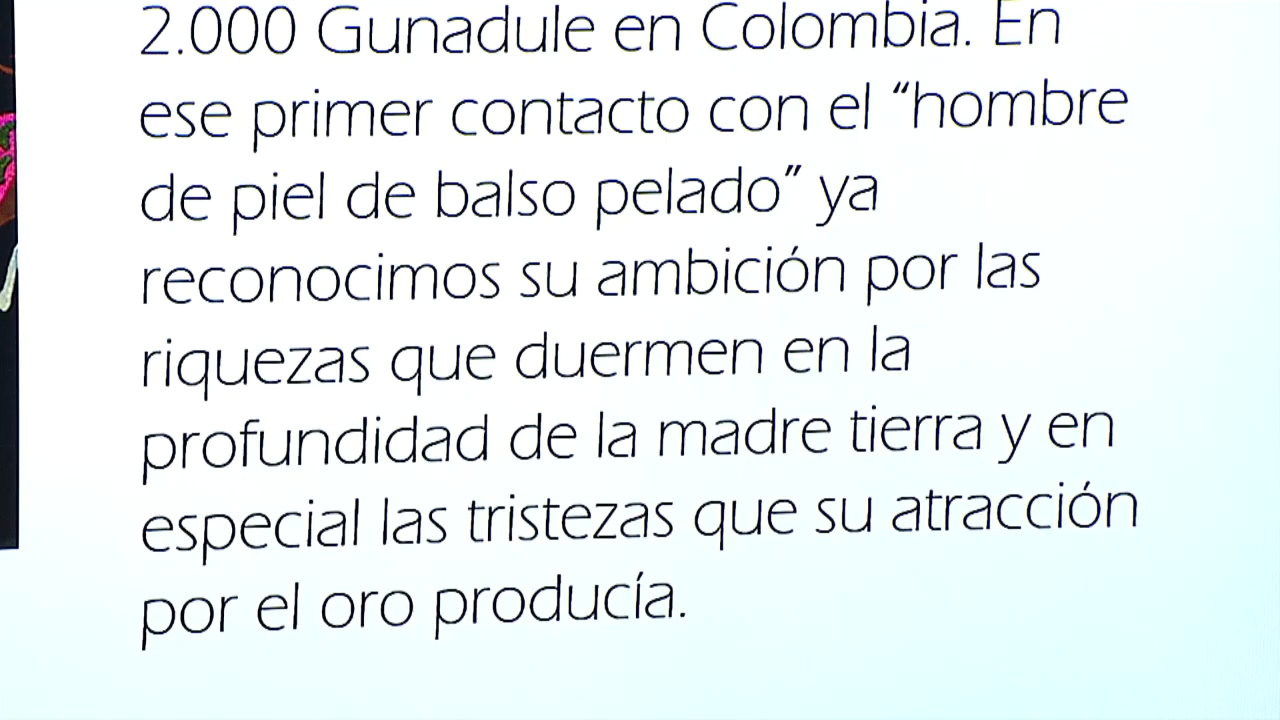 2.000 Gunadule en Colombia. En
ese primer contacto con el “hombre
de piel de balso pelado” ya
reconocimos su ambición por las
riquezas que duermen en la
profundidad de la madre tierra y en
especial las tristezas que su atracción
por el oro producía.